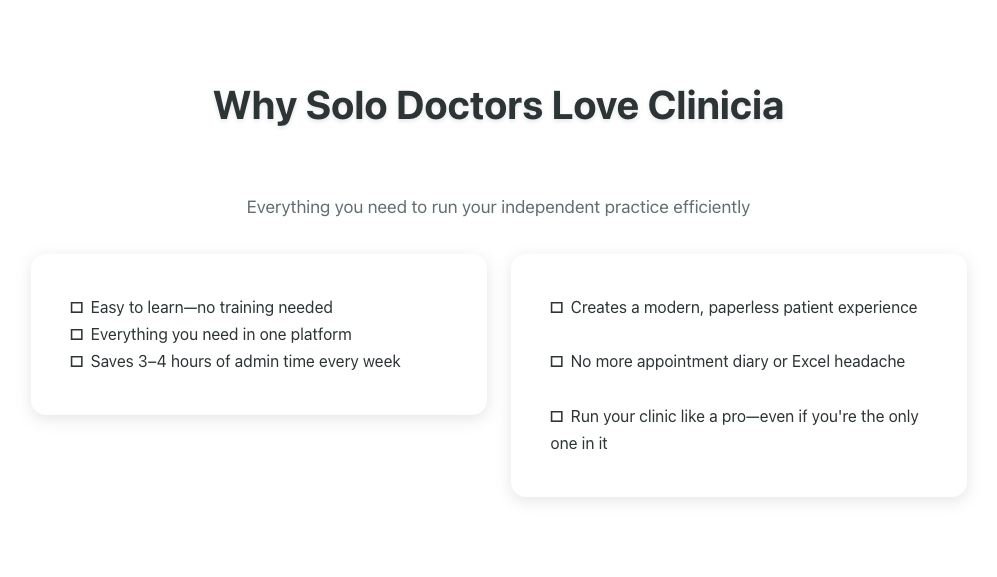 Why Solo Doctors Love Clinicia
Everything you need to run your independent practice efficiently
☐ Easy to lear—no training needed
☐ Everything you need in one platform
☐ Saves 3–4 hours of admin time every week
☐ Creates a modern, paperless patient experience
☐ No more appointment diary or Excel headache
☐ Run your clinic like a pro—even if you're the only
one in it